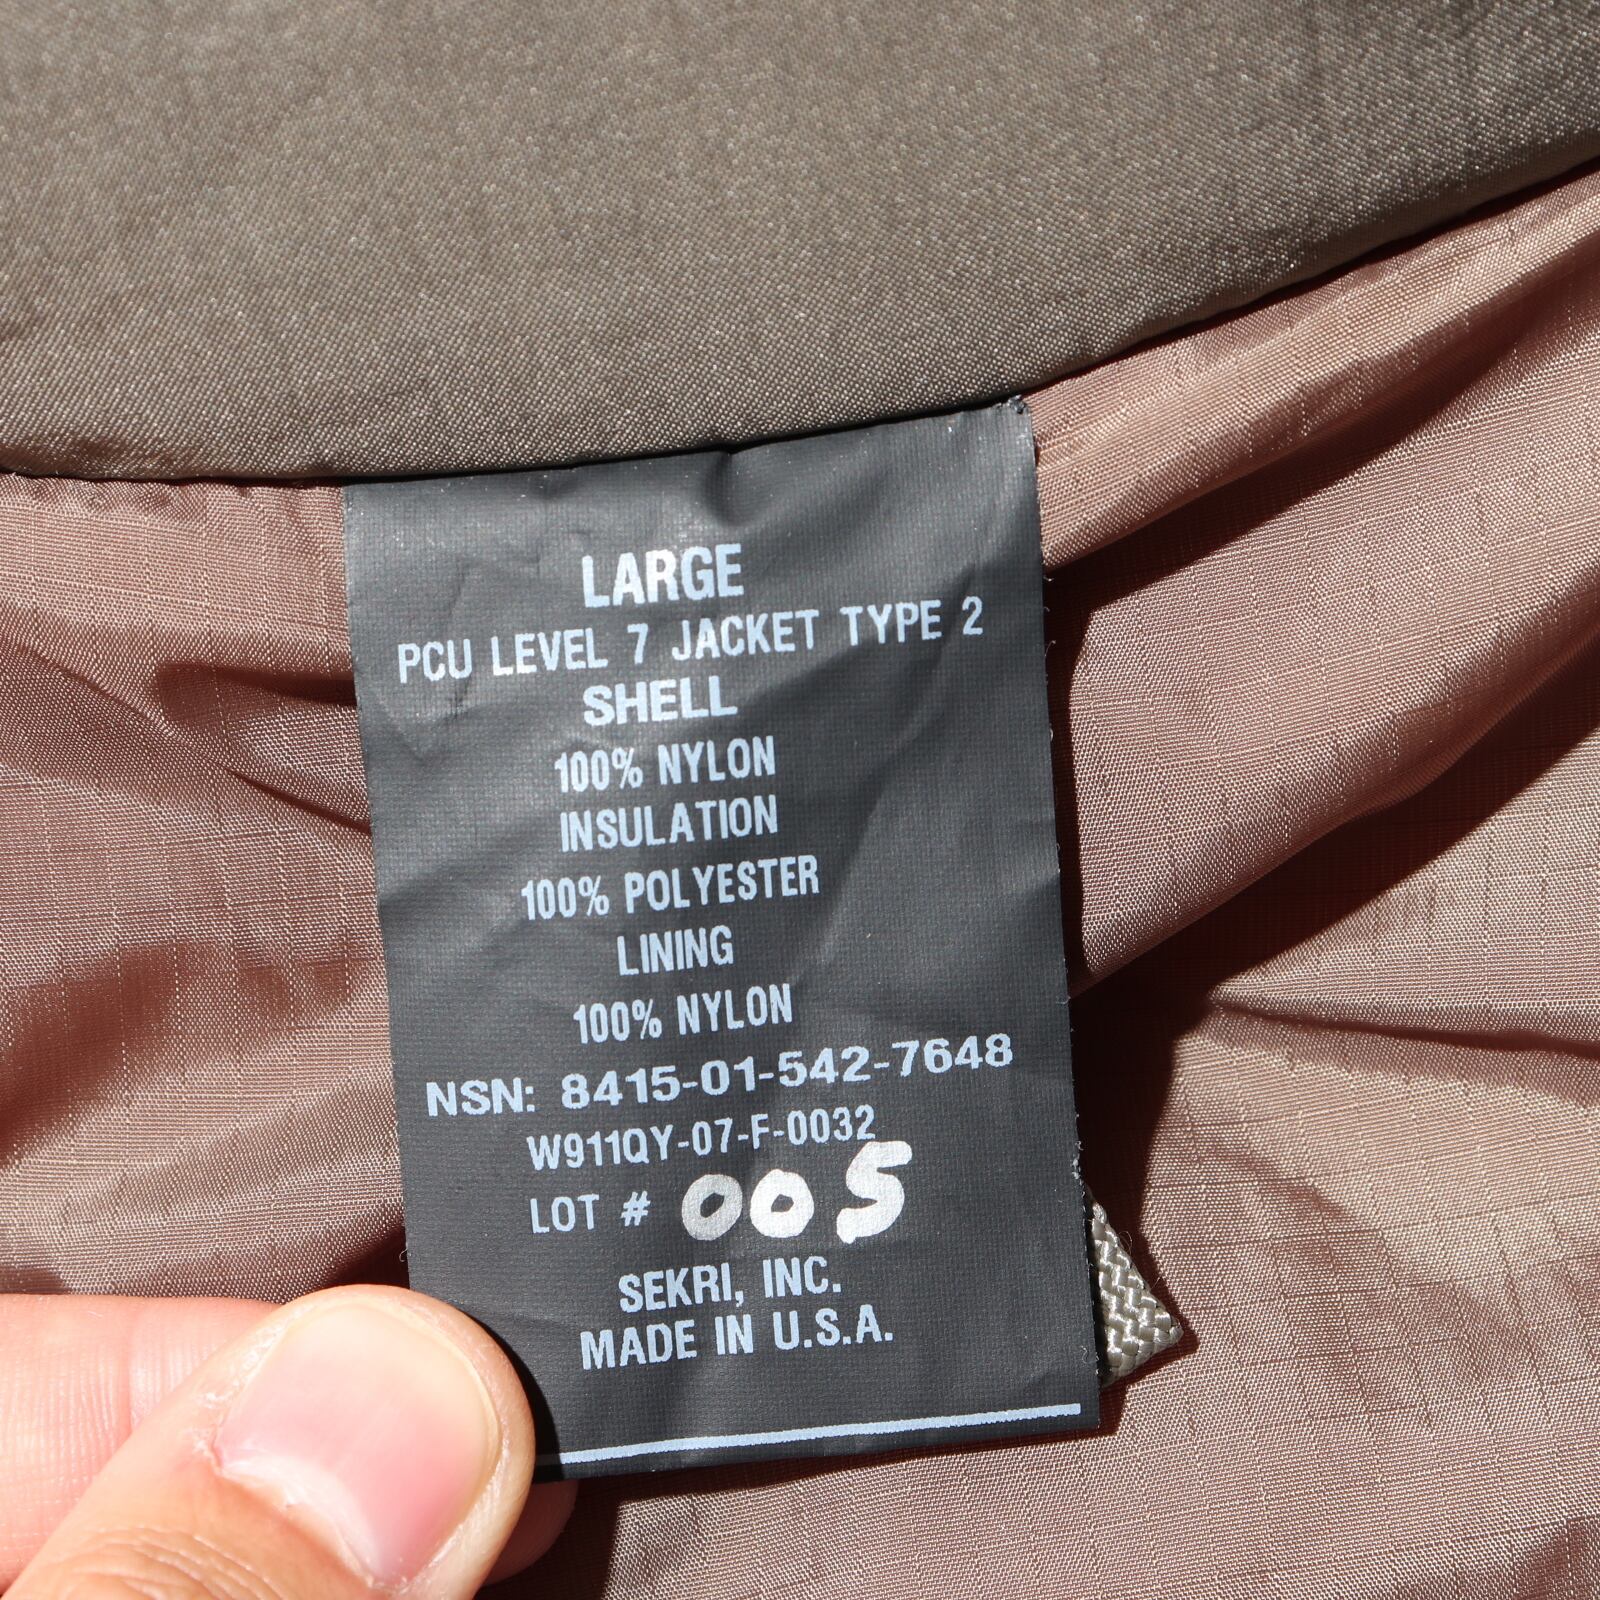 LARGE
PCU LEVEL 7 JACKET TYPE 2
SHELL
100% NYLON
INSULATION
100% POLYESTER
LINING
100% NYLON
NSN: 8415-01-542-7648
W911QY-07-F-0032
LOT # 005
SEKRI, INC.
MADE IN U.S.A.